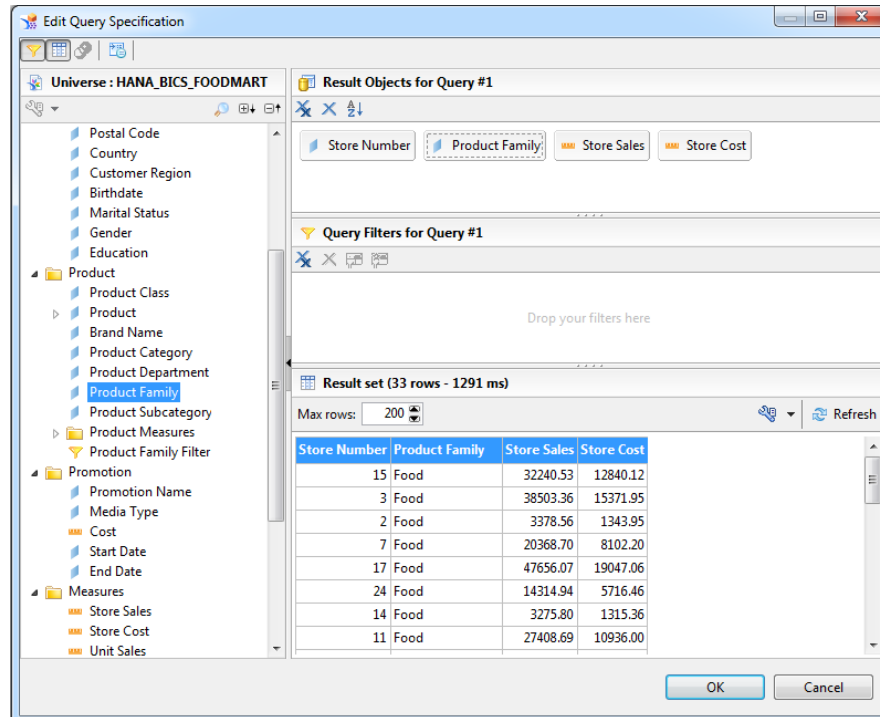 Edit Query Specification
Universe : HANA_BICS_FOODMART
Postal Code
Country
Customer Region
Birthdate
Marital Status
Gender
Education
Product
Product Class
Product
Brand Name
Product Category
Product Department
Product Family
Product Subcategory
Product Measures
Product Family Filter
Promotion
Promotion Name
Media Type
Cost
Start Date
End Date
Measures
Store Sales
Store Cost
Unit Sales
Result Objects for Query #1
Store Number Product Family Store Sales Store Cost
Query Filters for Query #1
Drop your filters here
Result set (33 rows - 1291 ms)
Max rows: 200 Refresh
Store Number Product Family Store Sales Store Cost
15 Food 32240.53 12840.12
3 Food 38503.36 15371.95
2 Food 3378.56 1343.95
7 Food 20368.70 8102.20
17 Food 47656.07 19047.06
24 Food 14314.94 5716.46
14 Food 3275.80 1315.36
11 Food 27408.69 10936.00
OK Cancel